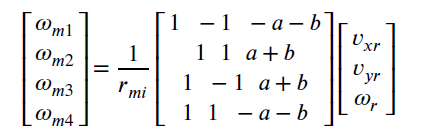 ω_m1 1 − 1 − a − b
ω_m2 = 1/r_mi 1 1 a + b v_xr
ω_m3 1 − 1 a + b v_yr
ω_m4 1 1 − a − b ω_r